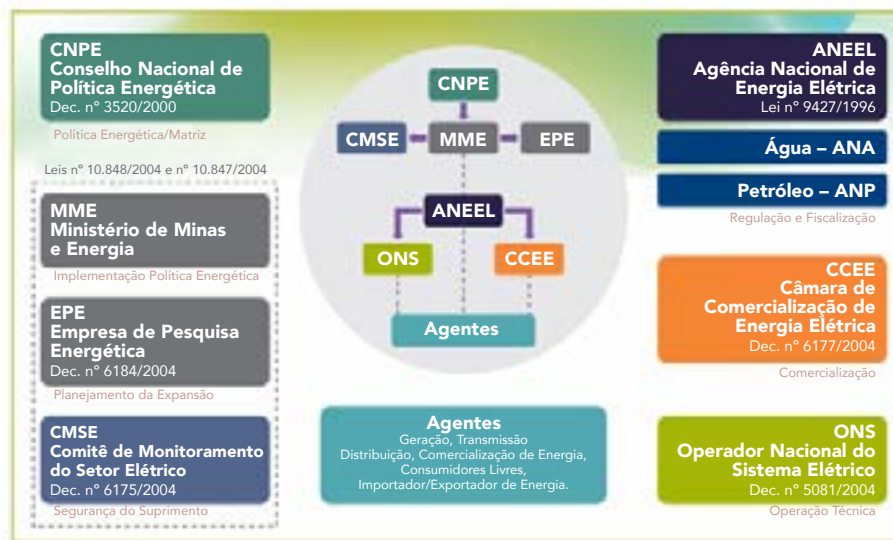 CNPE
Conselho Nacional de
Política Energética
Dec. nº 3520/2000
Política Energética/Matriz
Leis nº 10.848/2004 e nº 10.847/2004
MME
Ministério de Minas
e Energia
Implementação Política Energética
EPE
Empresa de Pesquisa
Energética
Dec. nº 6184/2004
Planejamento da Expansão
CMSE
Comitê de Monitoramento
do Setor Elétrico
Dec. nº 6175/2004
Segurança do Suprimento
CNPE
CMSE
MME
EPE
ANEEL
ONS
CCEE
Agentes
Agentes
Geração, Transmissão
Distribuição, Comercialização de Energia,
Consumidores Livres,
Importador/Exportador de Energia.
ANEEL
Agência Nacional de
Energia Elétrica
Lei nº 9427/1996
Água – ANA
Petróleo – ANP
Regulação e Fiscalização
CCEE
Câmara de
Comercialização de
Energia Elétrica
Dec. nº 6177/2004
Comercialização
ONS
Operador Nacional do
Sistema Elétrico
Dec. nº 5081/2004
Operação Técnica